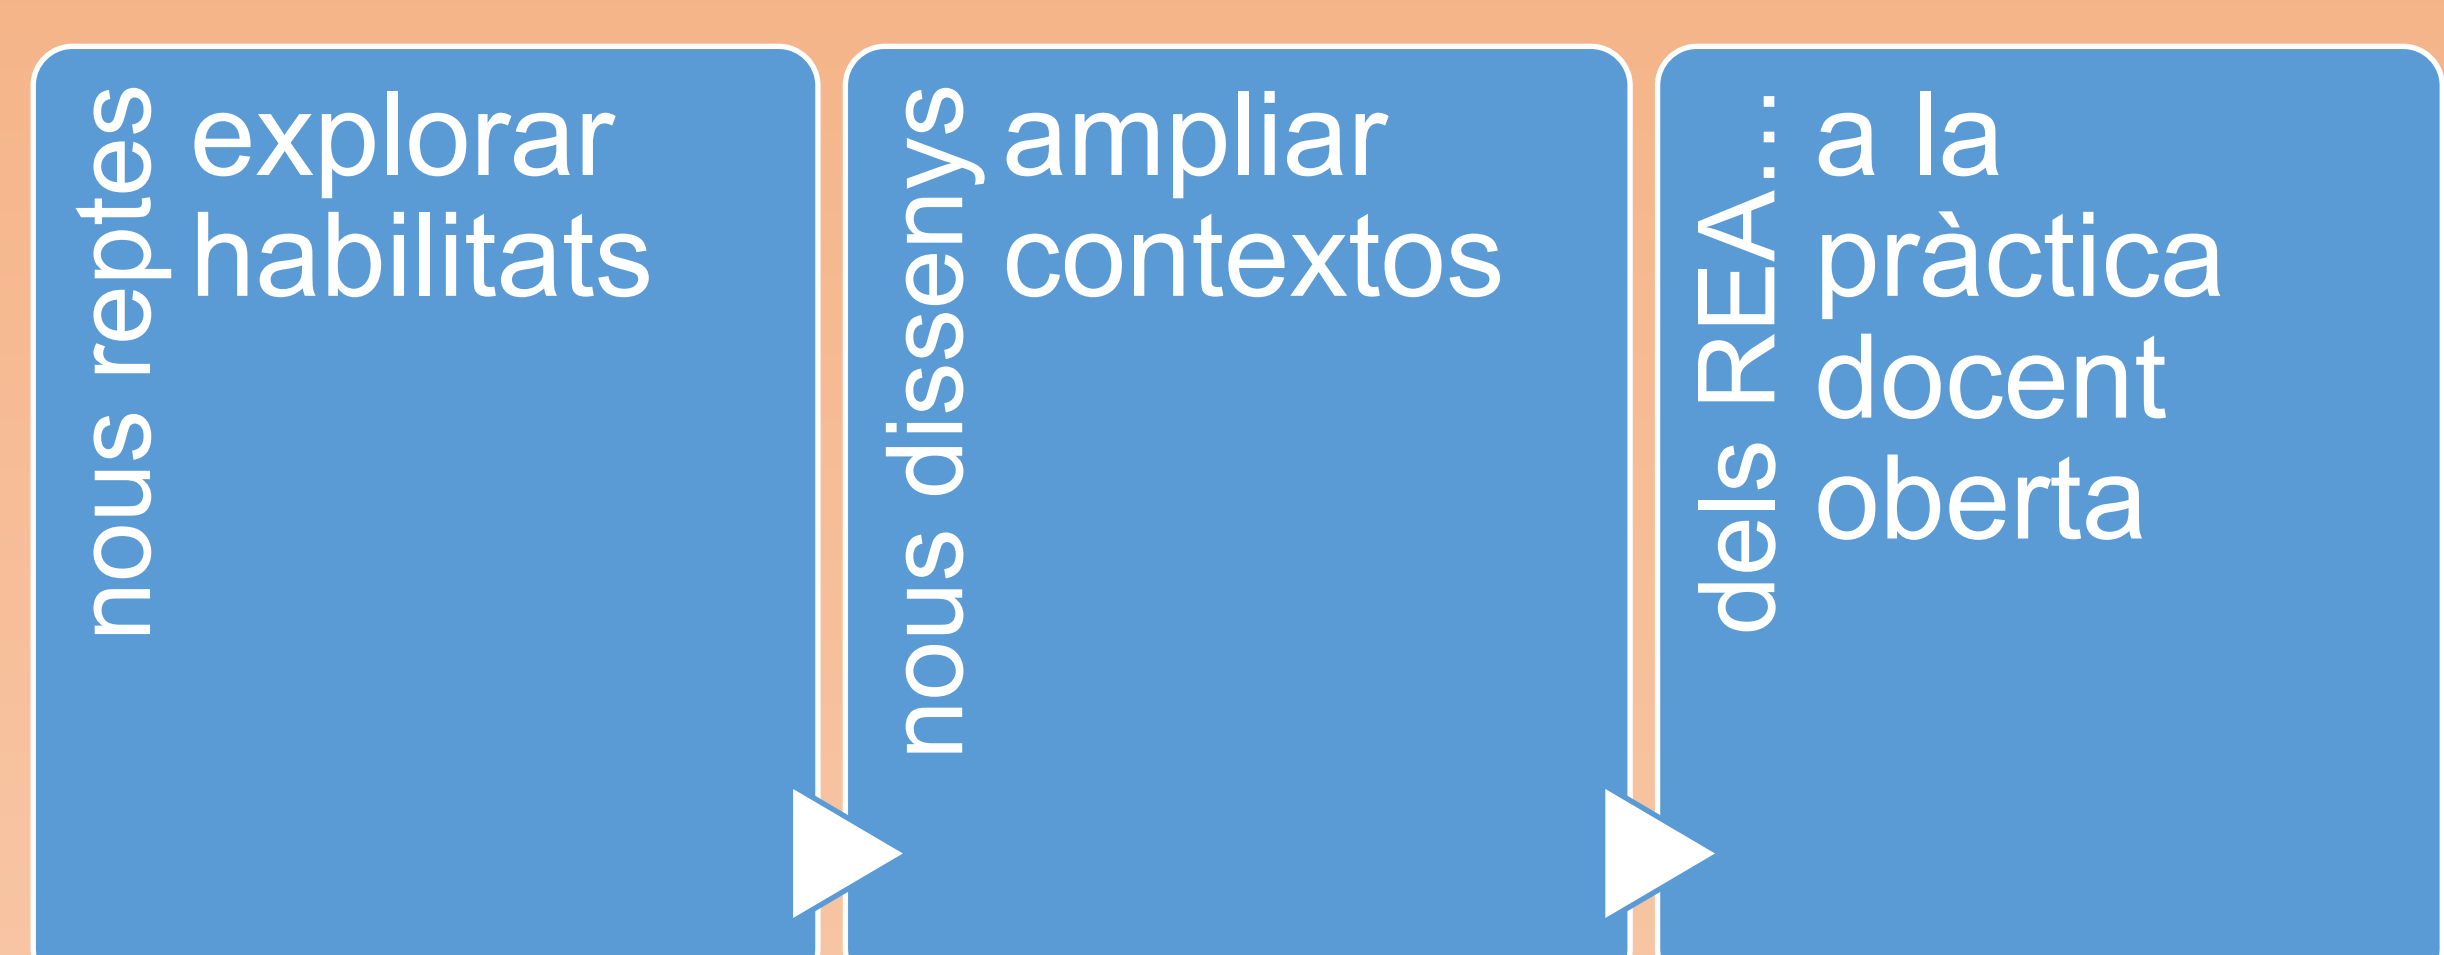 nous reptes
explorar
habilitats
nous dissenys
ampliar
contextos
dels REA...
a la
pràctica
docent
oberta